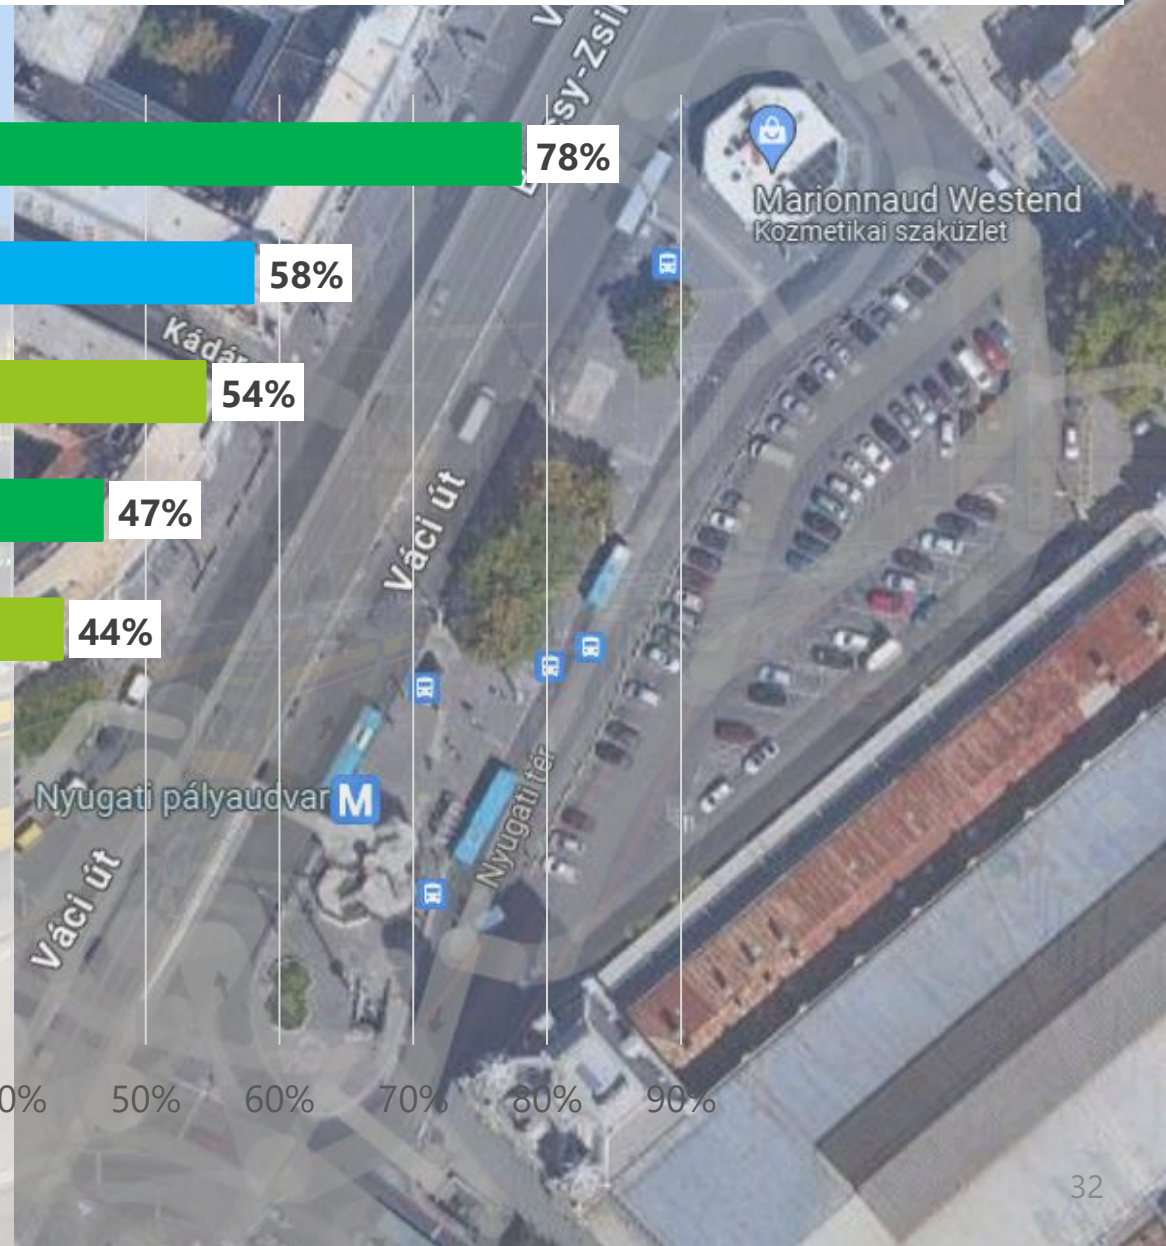 78%
Marionnaud Westend
Kozmetikai szaküzlet
58%
54%
47%
Váci út
44%
Nyugati pályaudvar
M
Nyugati tér
Váci út
50%
60%
70%
80%
90%
32